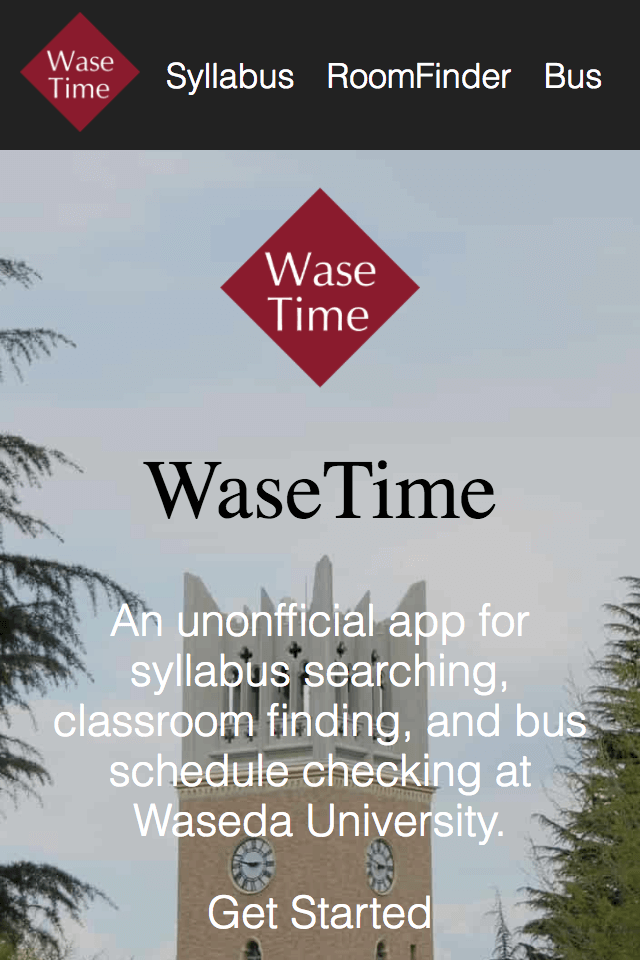 Wase
Time
Syllabus RoomFinder Bus
Wase
Time
WaseTime
An unonfficial app for
syllabus searching,
classroom finding, and bus
schedule checking at
Waseda University.
Get Started